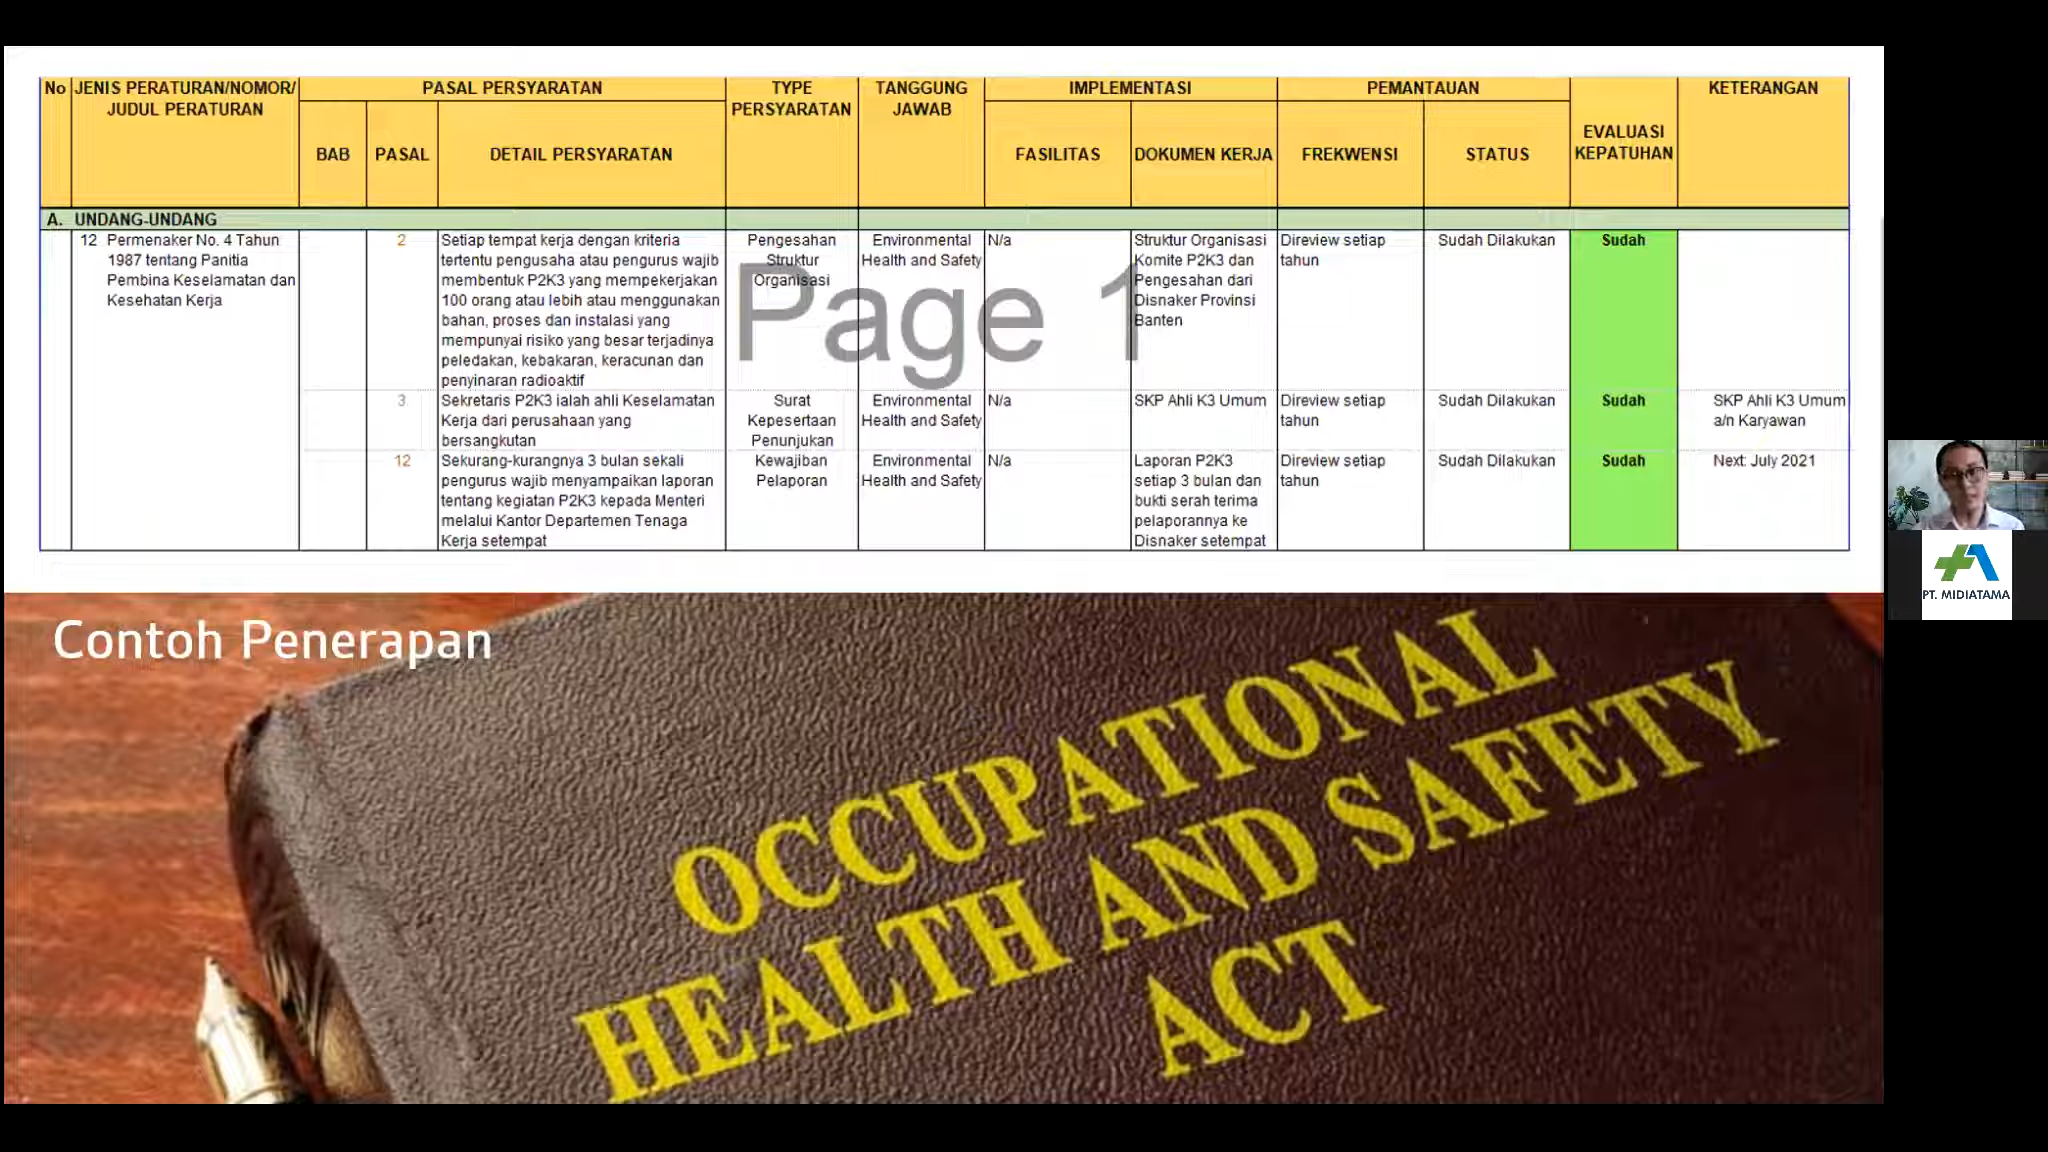 No
JENIS PERATURAN/NOMOR/
JUDUL PERATURAN
PASAL PERSYARATAN
TYPE
PERSYARATAN
TANGGUNG
JAWAB
IMPLEMENTASI
PEMANTAUAN
EVALUASI
KEPATUHAN
KETERANGAN
BAB
PASAL
DETAIL PERSYARATAN
FASILITAS
DOKUMEN KERJA
FREKWENSI
STATUS
A. UNDANG-UNDANG
12 Permenaker No. 4 Tahun
1987 tentang Panitia
Pembina Keselamatan dan
Kesehatan Kerja
2
Setiap tempat kerja dengan kriteria
tertentu pengusaha atau pengurus wajib
membentuk P2K3 yang mempekerjakan
100 orang atau lebih atau menggunakan
bahan, proses dan instalasi yang
mempunyai risiko yang besar terjadinya
peledakan, kebakaran, keracunan dan
penyinaran radioaktif
Pengesahan
Struktur
Organisasi
Environmental
Health and Safety
N/a
Struktur Organisasi
Komite P2K3 dan
Pengesahan dari
Disnaker Provinsi
Banten
Direview setiap
tahun
Sudah Dilakukan
Sudah
3
Sekretaris P2K3 ialah ahli Keselamatan
Kerja dari perusahaan yang
bersangkutan
Surat
Kepesertaan
Penunjukan
Environmental
Health and Safety
N/a
SKP Ahli K3 Umum
Direview setiap
tahun
Sudah Dilakukan
Sudah
SKP Ahli K3 Umum
a/n Karyawan
12
Sekurang-kurangnya 3 bulan sekali
pengurus wajib menyampaikan laporan
tentang kegiatan P2K3 kepada Menteri
melalui Kantor Departemen Tenaga
Kerja setempat
Kewajiban
Pelaporan
Environmental
Health and Safety
N/a
Laporan P2K3
setiap 3 bulan dan
bukti serah terima
pelaporannya ke
Disnaker setempat
Direview setiap
tahun
Sudah Dilakukan
Sudah
Next: July 2021
Page 1
PT. MIDIATAMA
Contoh Penerapan
OCCUPATIONAL
HEALTH AND SAFETY
ACT